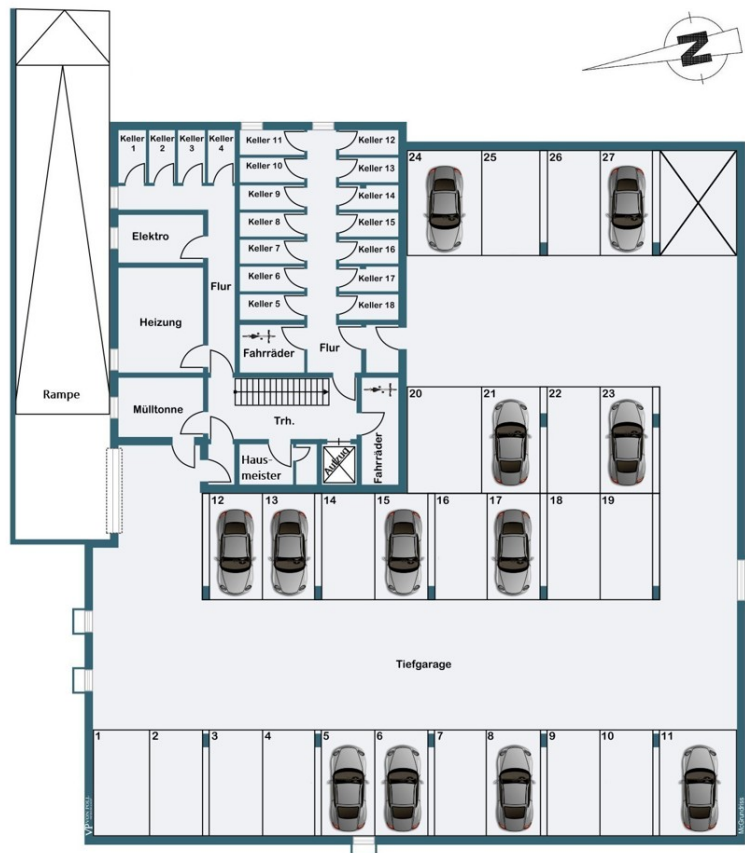 N
Keller
1
Keller
2
Keller
3
Keller
4
Keller 11
Keller 12
Keller 10
Keller 13
Keller 9
Keller 14
Keller 8
Keller 15
Keller 7
Keller 16
Keller 6
Keller 17
Keller 5
Keller 18
Elektro
Flur
Heizung
Fahrräder
Flur
Rampe
Mülltonne
Trh.
Haus-
meister
Aufzug
Fahrräder
24
25
26
27
20
21
22
23
12
13
14
15
16
17
18
19
Tiefgarage
1
2
3
4
5
6
7
8
9
10
11
VP VON POLL
McGrundriss